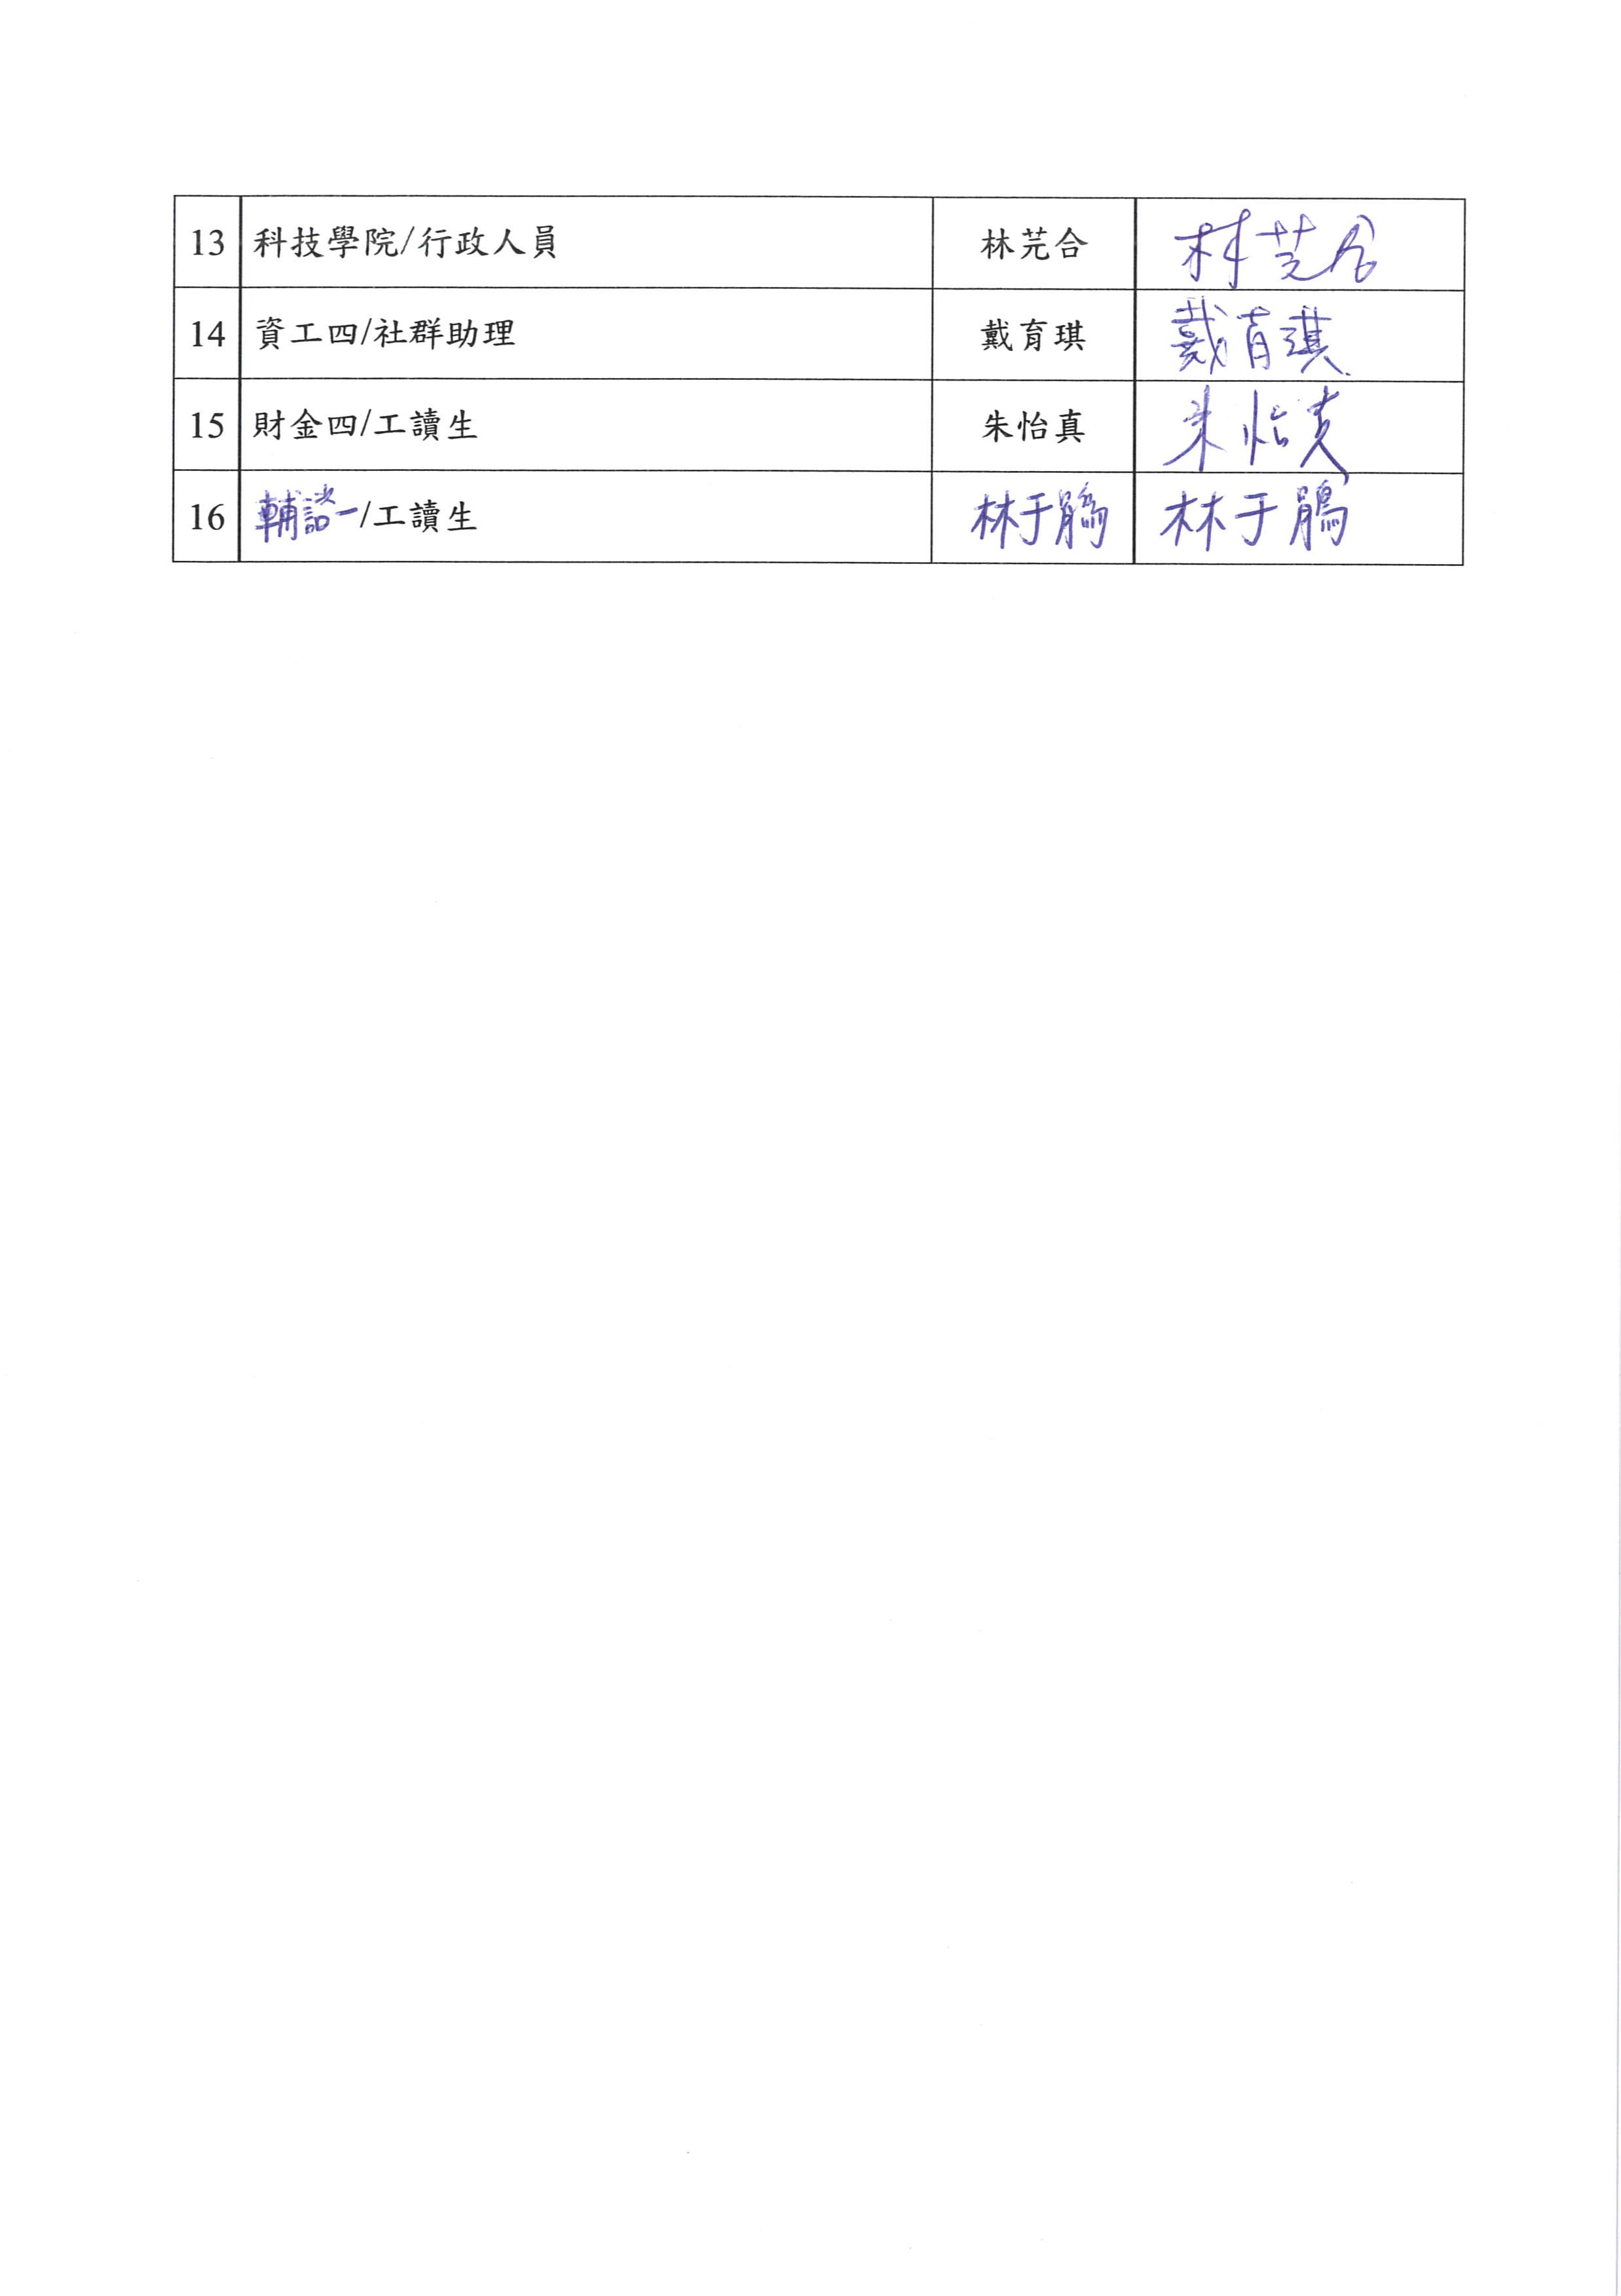 13 科技學院/行政人員 林芫合 林芫合
14 資工四/社群助理 戴育琪 戴育琪
15 財金四/工讀生 朱怡真 朱怡真
16 輔諮一/工讀生 林于鵑 林于鵑